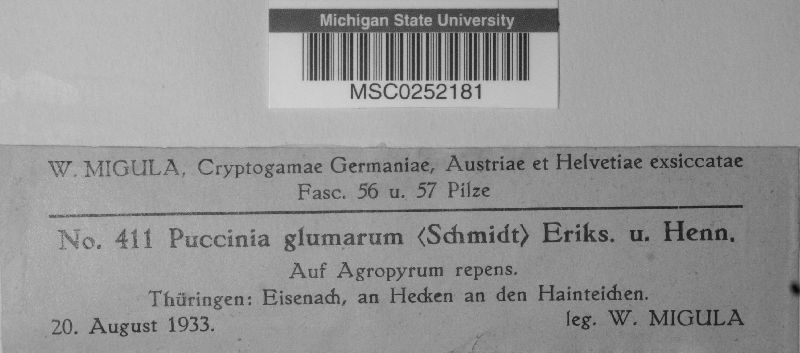 Michigan State University
MSC0252181
W. MIGULA, Cryptogamae Germaniae, Austriae et Helvetiae exsiccatae
Fasc. 56 u. 57 Pilze
No. 411 Puccinia glumarum ⟨Schmidt⟩ Eriks. u. Henn.
Auf Agropyrum repens.
Thüringen: Eisenach, an Hecken an den Hainteichen.
20. August 1933. leg. W. MIGULA